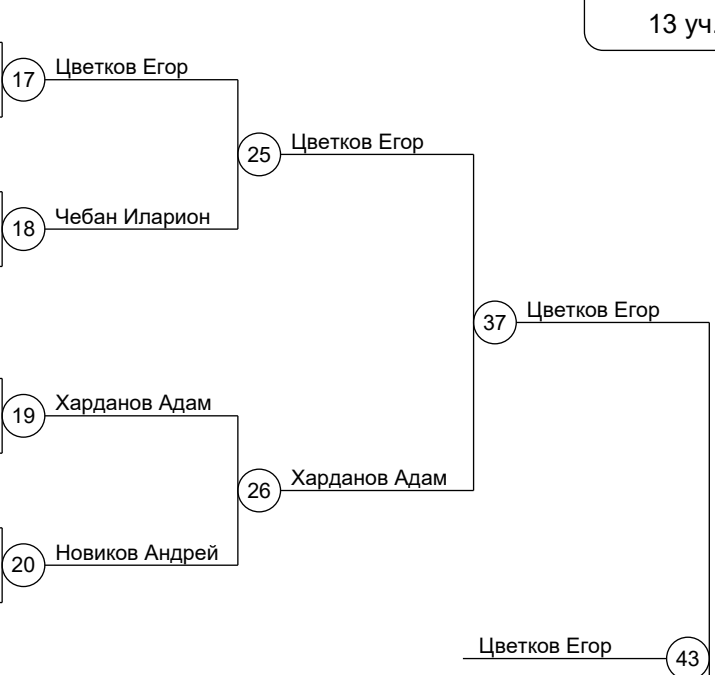 13 уч.
17 Цветков Егор
25 Цветков Егор
18 Чебан Иларион
37 Цветков Егор
19 Харданов Адам
26 Харданов Адам
20 Новиков Андрей
Цветков Егор 43